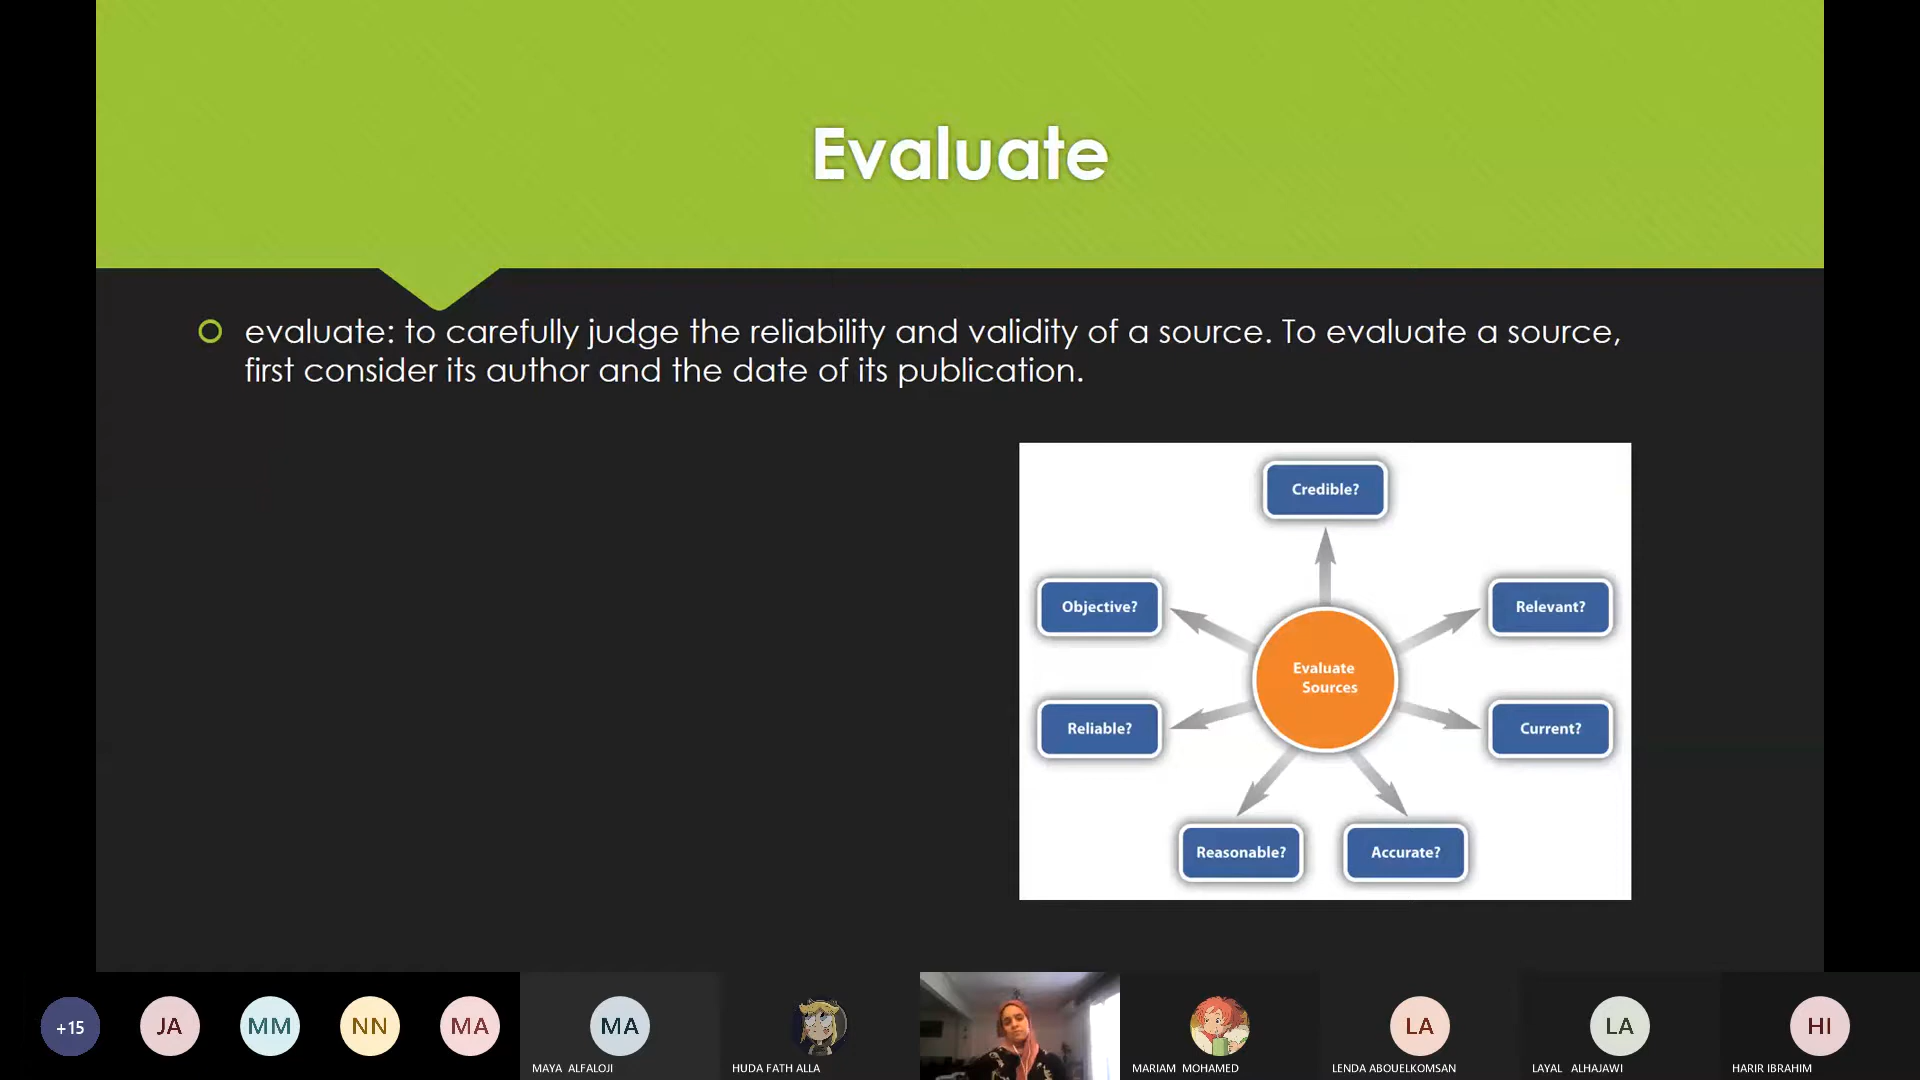 Evaluate
evaluate: to carefully judge the reliability and validity of a source. To evaluate a source,
first consider its author and the date of its publication.
Credible?
Objective?
Relevant?
Evaluate
Sources
Reliable?
Current?
Reasonable?
Accurate?
+15
JA
MM
NN
MA
MA
LA
LA
HI
MAYA ALFALOJI
HUDA FATH ALLA
MARIAM MOHAMED
LENDA ABOUELKOMSAN
LAYAL ALHAJAWI
HARIR IBRAHIM